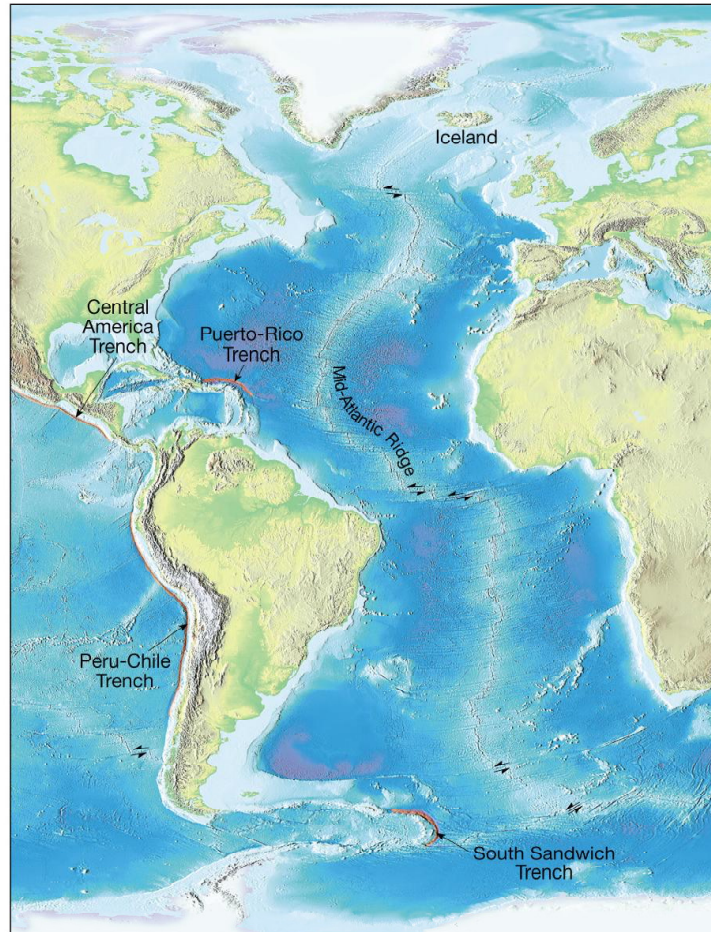 Iceland
Central
America
Trench
Puerto-Rico
Trench
Mid-Atlantic Ridge
Peru-Chile
Trench
South Sandwich
Trench